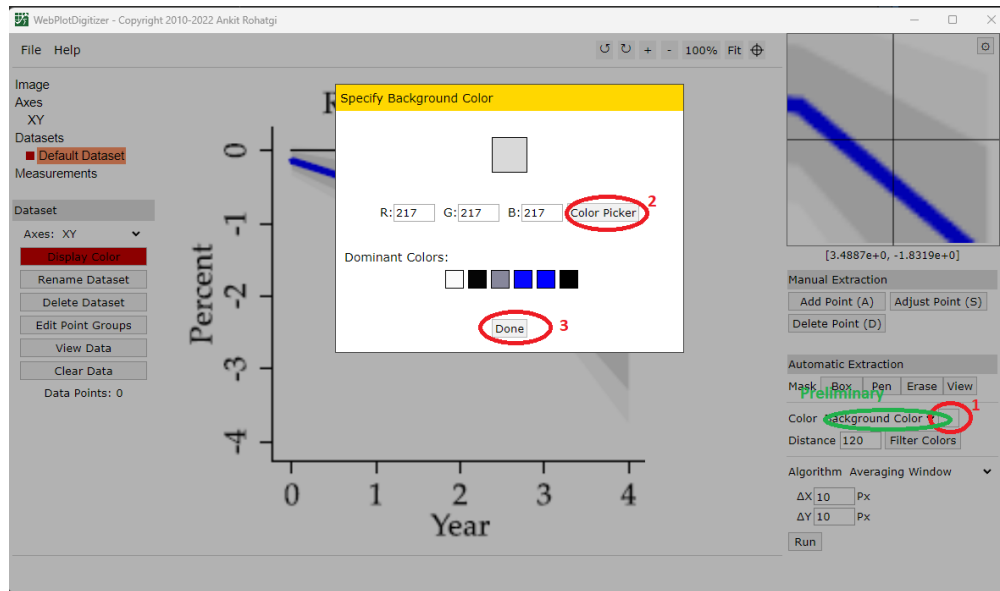 WebPlotDigitizer - Copyright 2010-2022 Ankit Rohatgi
File Help
↺ ↻ + - 100% Fit
Image
Axes
XY
Datasets
Default Dataset
Measurements
Dataset
Axes: XY
Display Color
Rename Dataset
Delete Dataset
Edit Point Groups
View Data
Clear Data
Data Points: 0
Specify Background Color
R: 217 G: 217 B: 217 Color Picker 2
Dominant Colors:
Done 3
Percent
0
-1
-2
-3
-4
0 1 2 3 4
Year
[3.4887e+0, -1.8319e+0]
Manual Extraction
Add Point (A) Adjust Point (S)
Delete Point (D)
Automatic Extraction
Mask Box Pen Erase View
Preliminary
1
Color Background Color
Distance 120 Filter Colors
Algorithm Averaging Window
ΔX 10 Px
ΔY 10 Px
Run